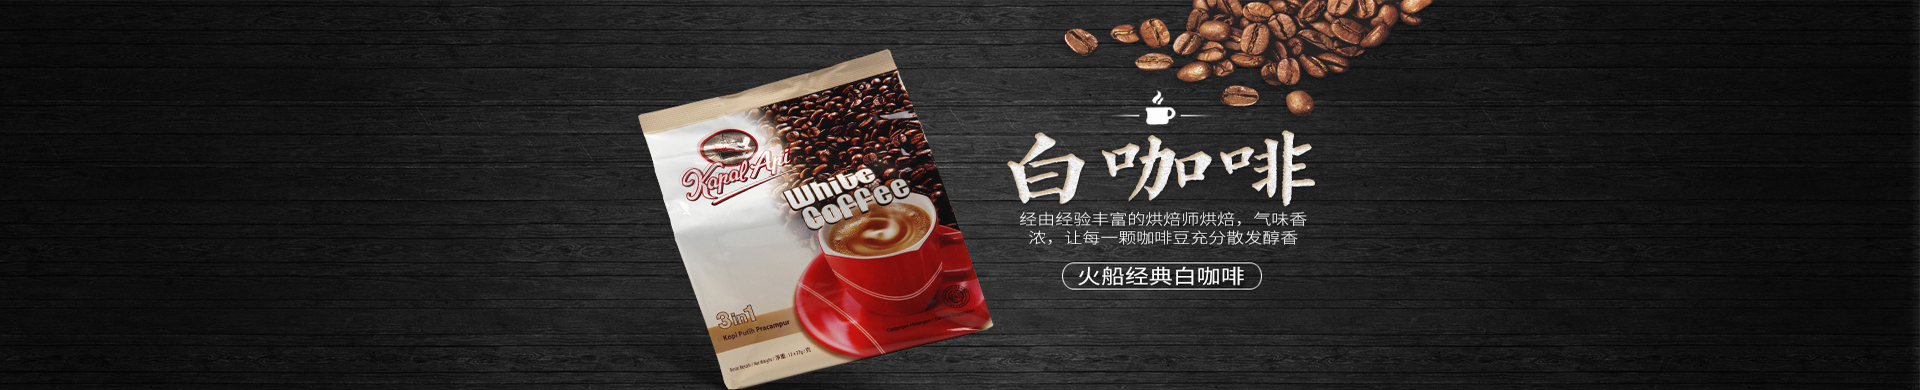 Kapal Api
White
Coffee
3in1
Kopi Putih Pracampur
白咖啡
经由经验丰富的烘焙师烘焙，气味香
浓，让每一颗咖啡豆充分散发醇香
火船经典白咖啡